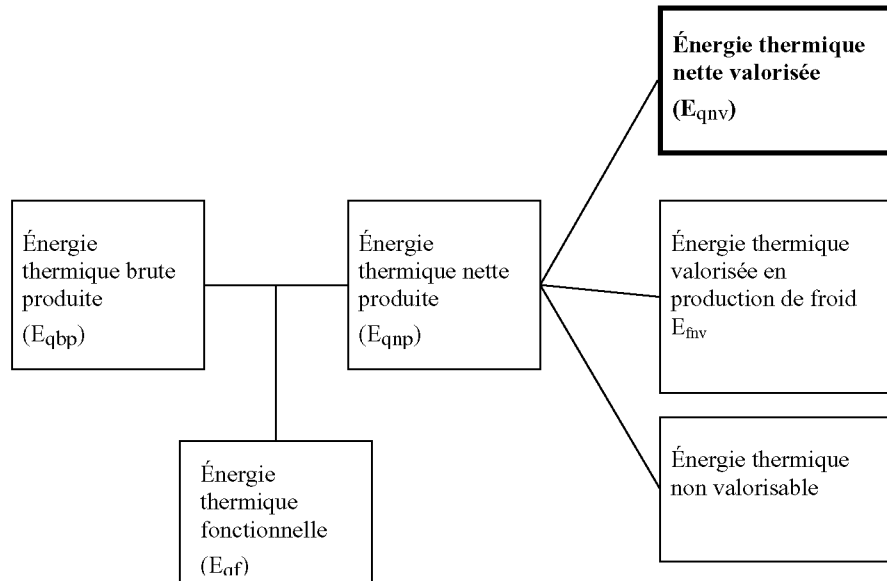 Énergie thermique
nette valorisée
(Eqnv)
Énergie
thermique brute
produite
(Eqbp)
Énergie
thermique nette
produite
(Eqnp)
Énergie thermique
valorisée en
production de froid
Efnv
Énergie
thermique
fonctionnelle
(Eqf)
Énergie thermique
non valorisable